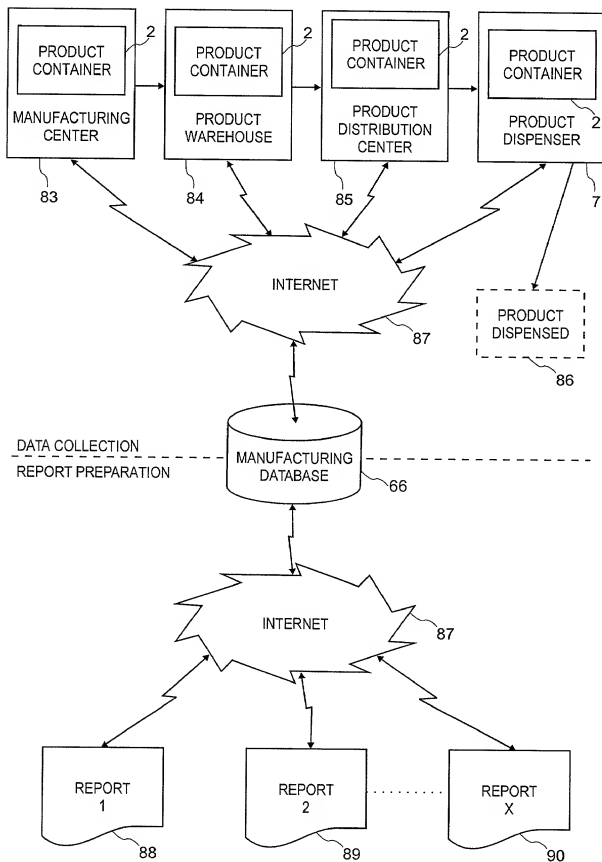 PRODUCT
CONTAINER
2
MANUFACTURING
CENTER
83
PRODUCT
CONTAINER
2
PRODUCT
WAREHOUSE
84
PRODUCT
CONTAINER
2
PRODUCT
DISTRIBUTION
CENTER
85
PRODUCT
CONTAINER
2
PRODUCT
DISPENSER
7
INTERNET
87
PRODUCT
DISPENSED
86
DATA COLLECTION
REPORT PREPARATION
MANUFACTURING
DATABASE
66
INTERNET
87
REPORT
1
88
REPORT
2
89
REPORT
X
90